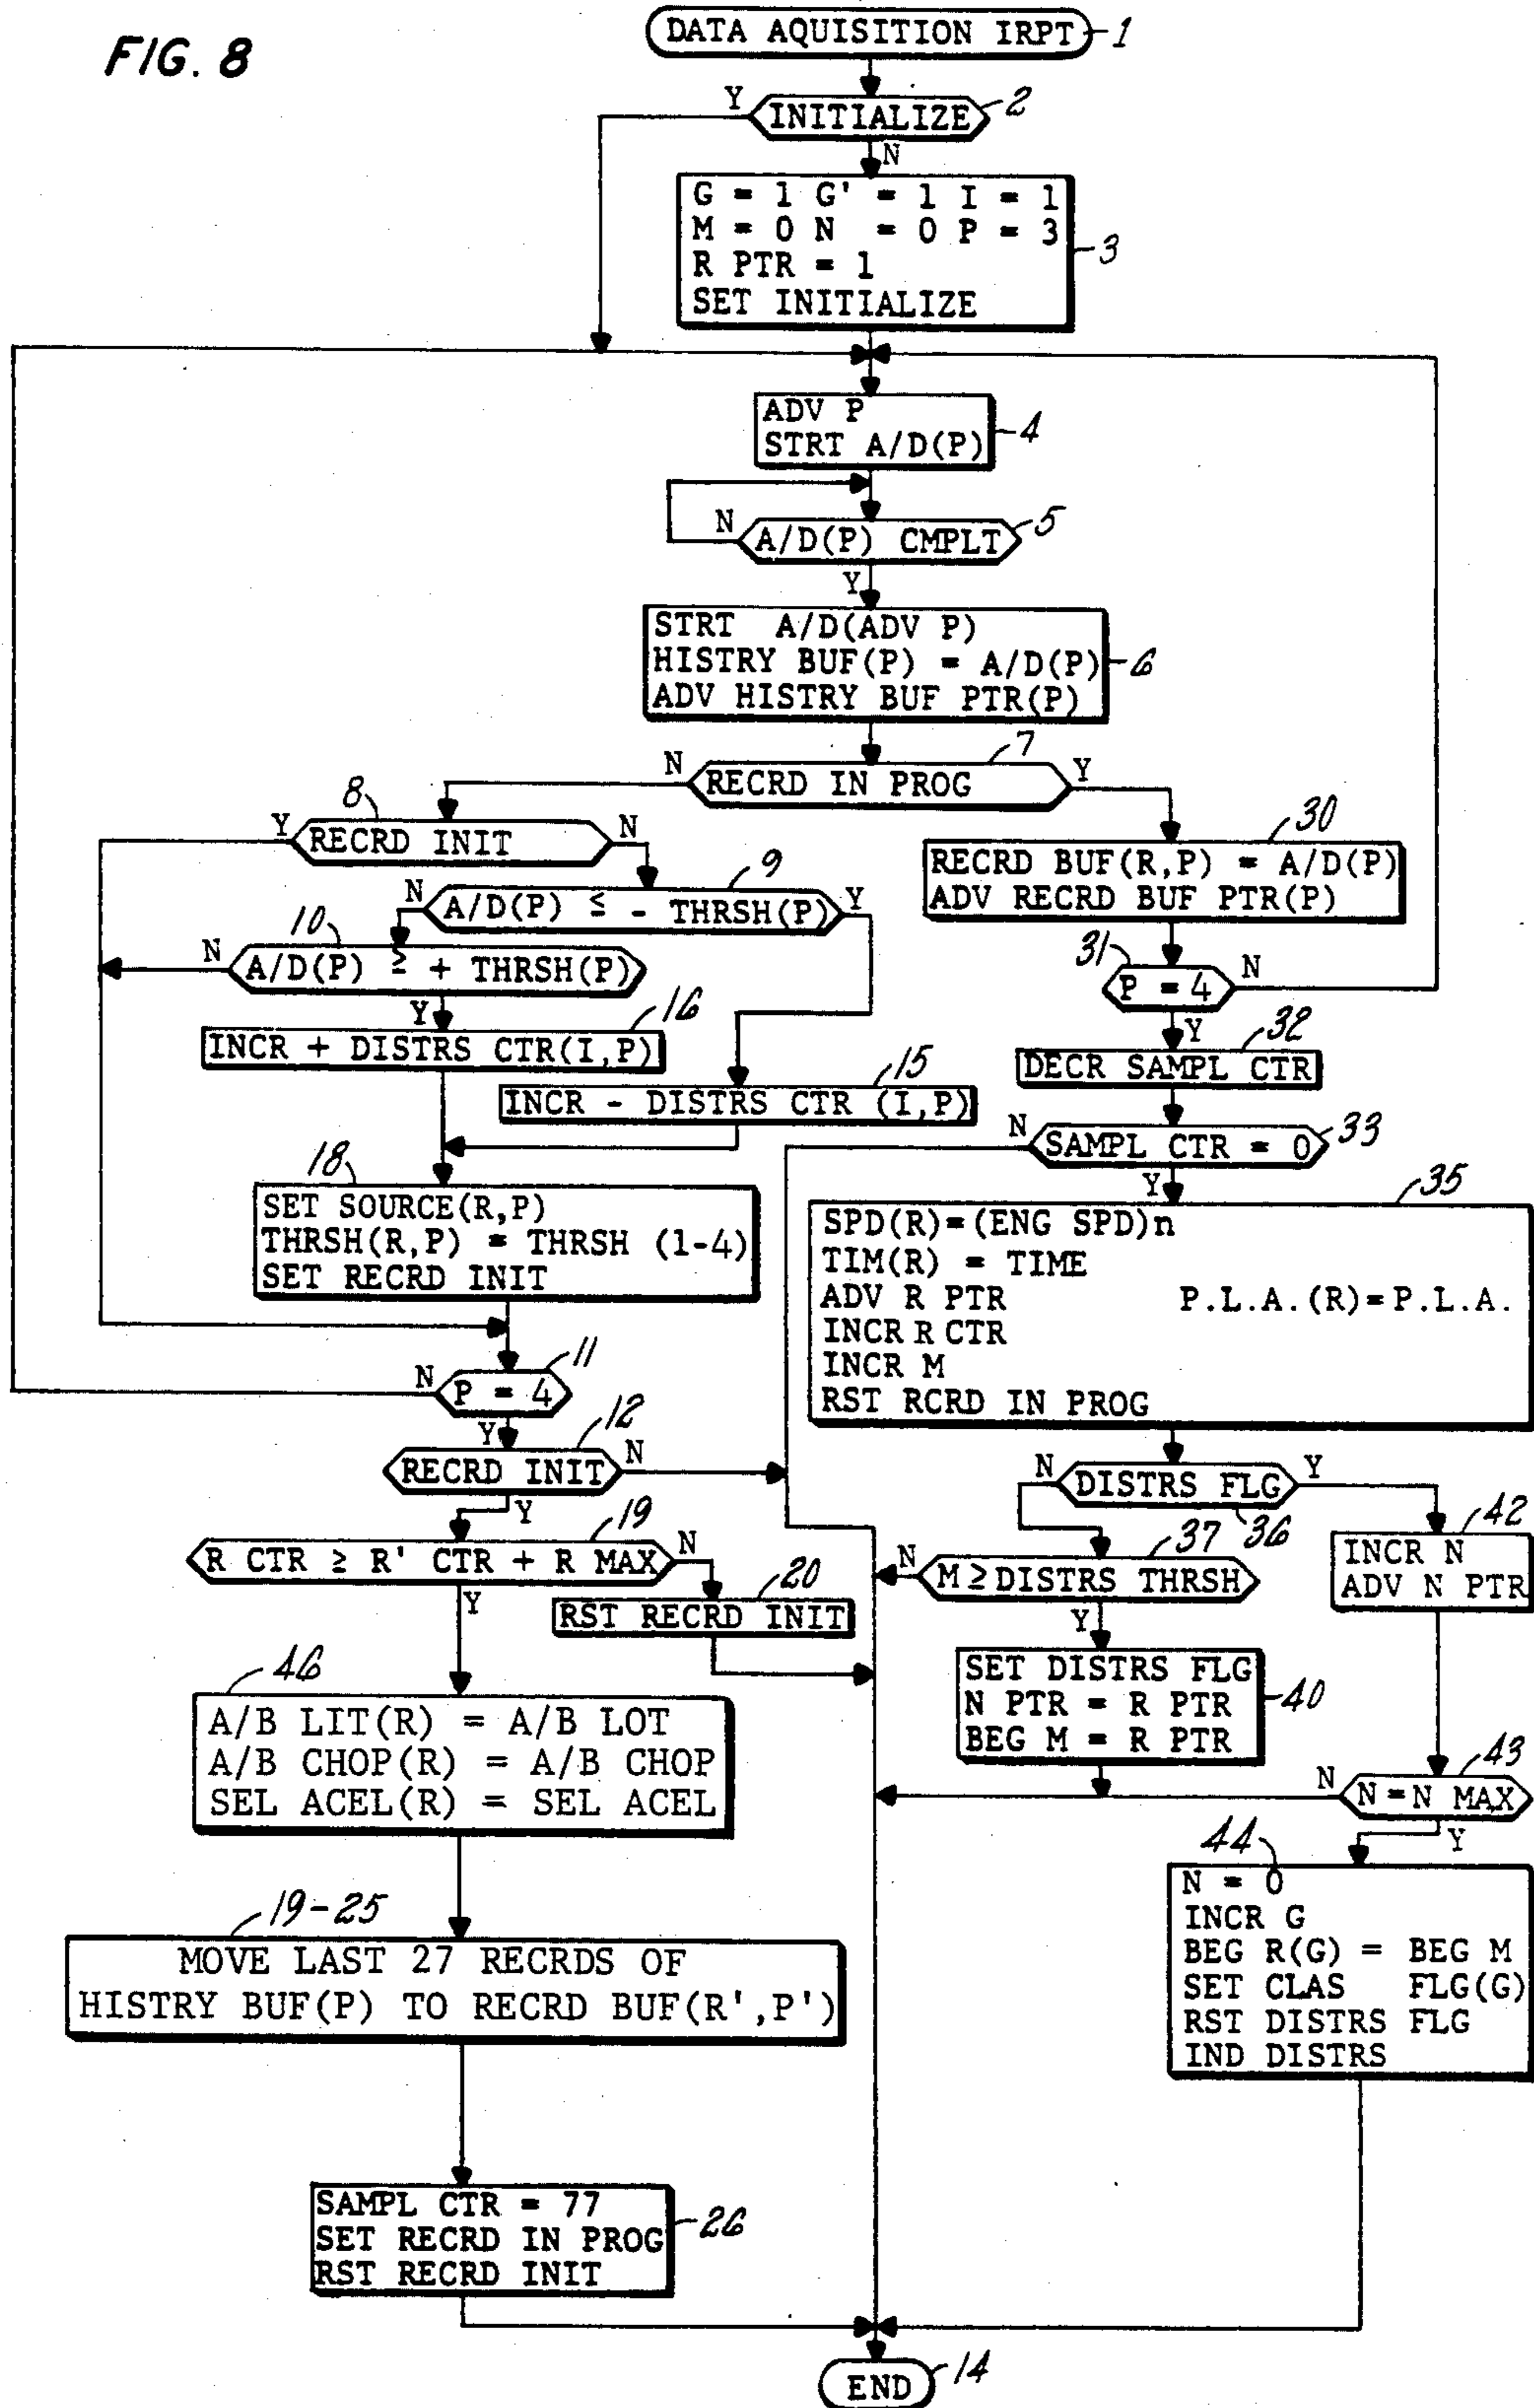 FIG. 8
DATA AQUISITION IRPT
1
Y
INITIALIZE
2
N
G = 1 G' = 1 I = 1
M = 0 N = 0 P = 3
R PTR = 1
SET INITIALIZE
3
ADV P
STRT A/D(P)
4
N
A/D(P) CMPLT
5
Y
STRT A/D(ADV P)
HISTRY BUF(P) = A/D(P)
ADV HISTRY BUF PTR(P)
6
N
RECRD IN PROG
7
Y
8
Y
RECRD INIT
N
N
A/D(P) ≤ - THRSH(P)
9
Y
10
N
A/D(P) ≥ + THRSH(P)
Y
INCR + DISTRS CTR(I,P)
16
INCR - DISTRS CTR (I,P)
15
18
SET SOURCE(R,P)
THRSH(R,P) = THRSH (1-4)
SET RECRD INIT
N
P = 4
11
Y
RECRD INIT
12
N
Y
R CTR ≥ R' CTR + R MAX
19
N
Y
RST RECRD INIT
20
46
A/B LIT(R) = A/B LOT
A/B CHOP(R) = A/B CHOP
SEL ACEL(R) = SEL ACEL
19-25
MOVE LAST 27 RECRDS OF
HISTRY BUF(P) TO RECRD BUF(R',P')
SAMPL CTR = 77
SET RECRD IN PROG
RST RECRD INIT
26
30
RECRD BUF(R,P) = A/D(P)
ADV RECRD BUF PTR(P)
31
P = 4
N
Y
32
DECR SAMPL CTR
N
SAMPL CTR = 0
33
Y
35
SPD(R)=(ENG SPD)n
TIM(R) = TIME
ADV R PTR P.L.A.(R)=P.L.A.
INCR R CTR
INCR M
RST RCRD IN PROG
N
DISTRS FLG
Y
36
37
N
M ≥ DISTRS THRSH
Y
SET DISTRS FLG
N PTR = R PTR
BEG M = R PTR
40
42
INCR N
ADV N PTR
N
N = N MAX
43
Y
44
N = 0
INCR G
BEG R(G) = BEG M
SET CLAS FLG(G)
RST DISTRS FLG
IND DISTRS
END
14